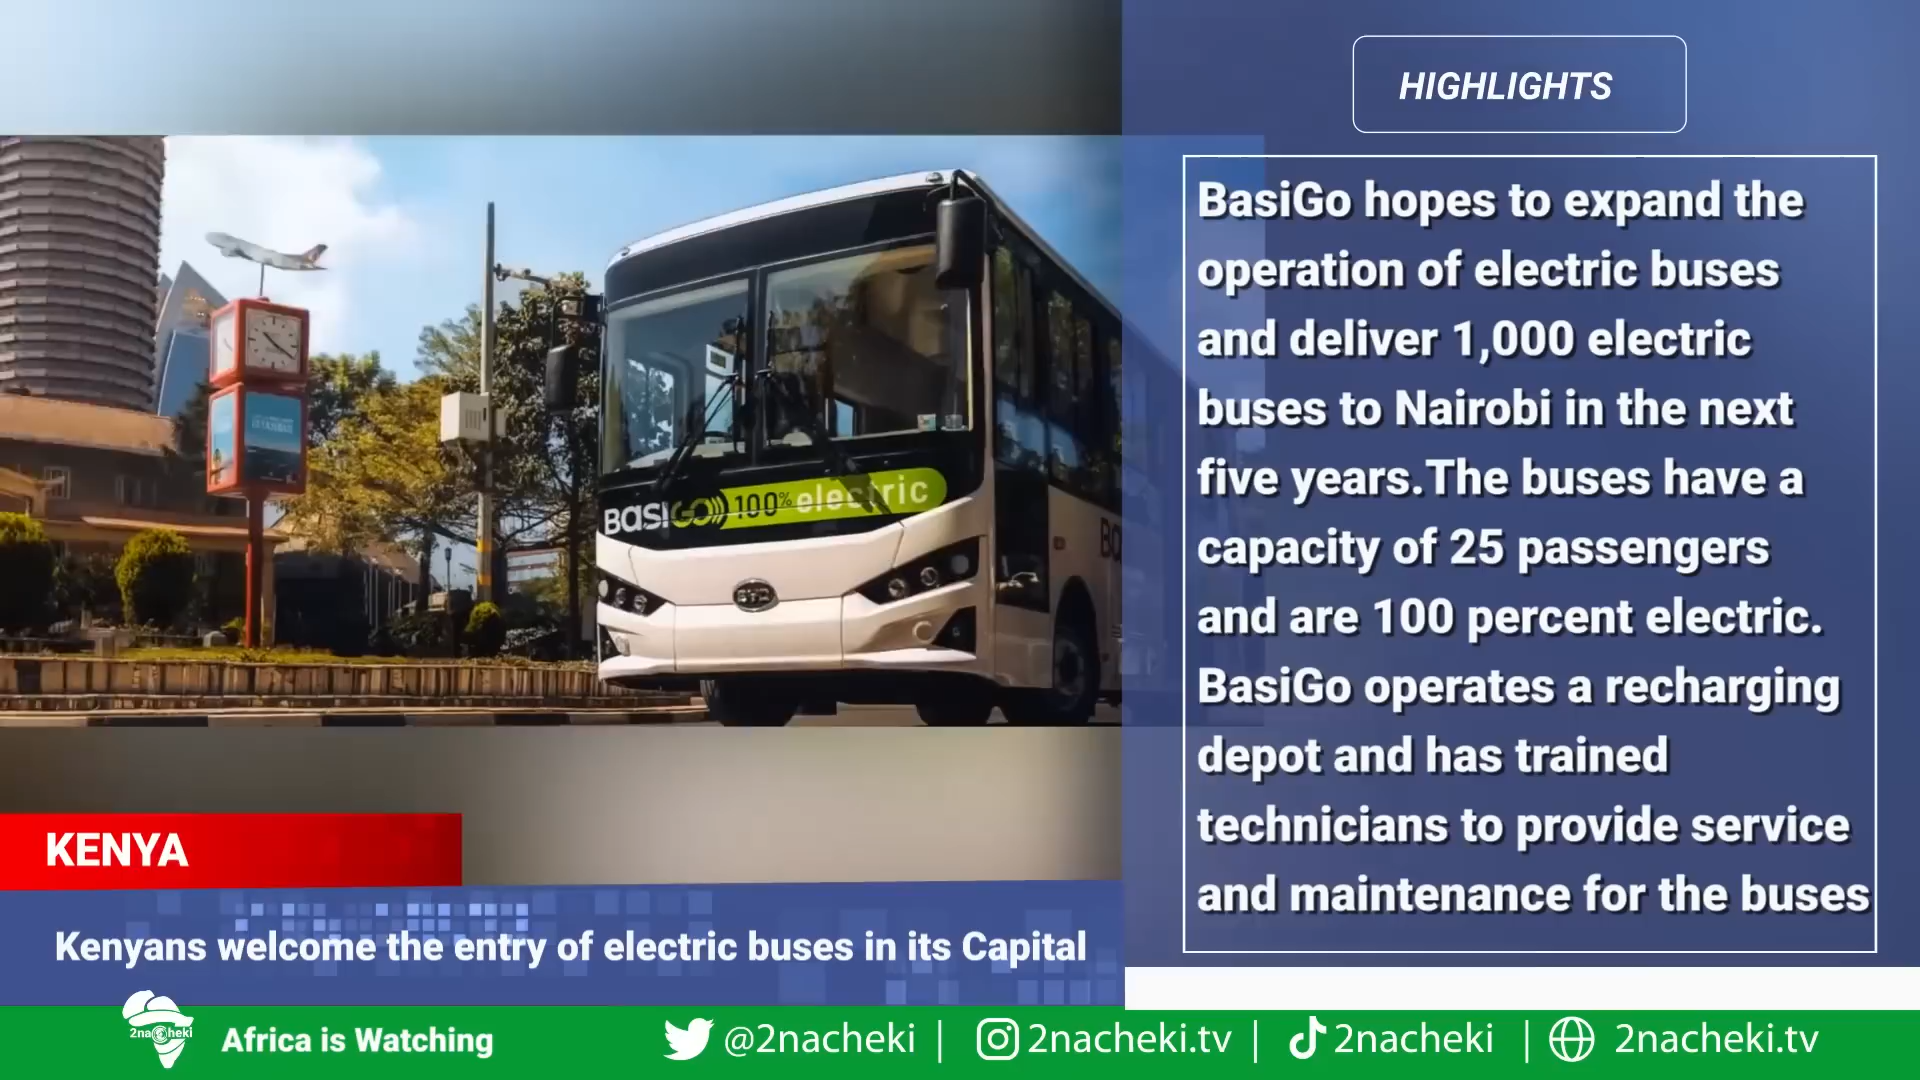 HIGHLIGHTS
BasiGo hopes to expand the
operation of electric buses
and deliver 1,000 electric
buses to Nairobi in the next
five years.The buses have a
capacity of 25 passengers
and are 100 percent electric.
BasiGo operates a recharging
depot and has trained
technicians to provide service
and maintenance for the buses
BASIGO 100% electric
BYD
KENYA
Kenyans welcome the entry of electric buses in its Capital
2nacheki
Africa is Watching
@2nacheki | 2nacheki.tv | 2nacheki | 2nacheki.tv